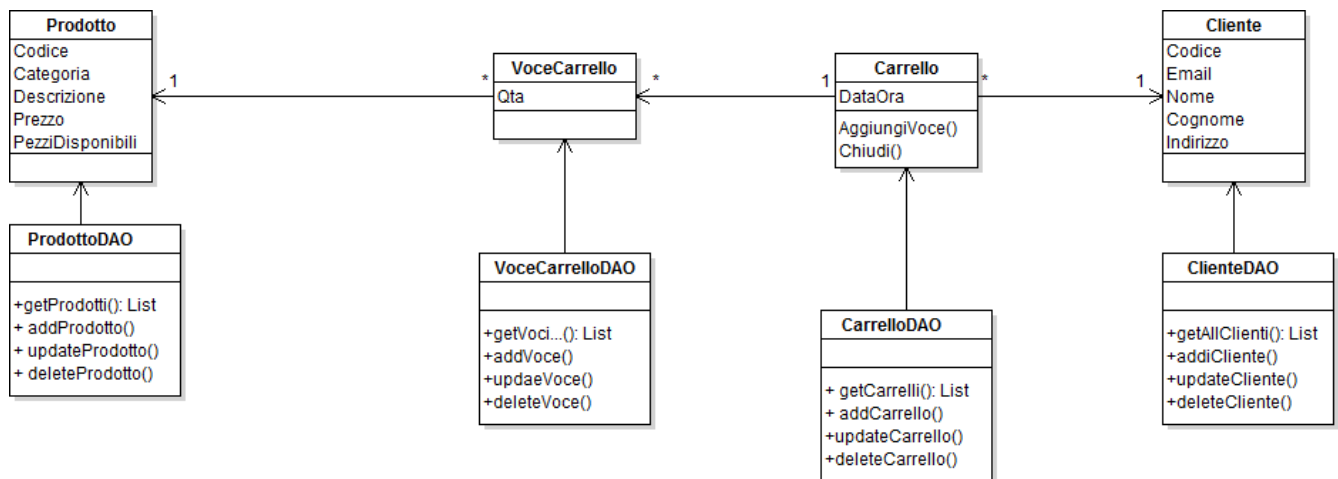 Prodotto
Codice
Categoria
Descrizione
Prezzo
PezziDisponibili
1
*
VoceCarrello
Qta
*
1
Carrello
DataOra
AggiungiVoce()
Chiudi()
*
1
Cliente
Codice
Email
Nome
Cognome
Indirizzo
ProdottoDAO
+getProdotti(): List
+ addProdotto()
+ updateProdotto()
+ deleteProdotto()
VoceCarrelloDAO
+getVoci...(): List
+addVoce()
+updaeVoce()
+deleteVoce()
CarrelloDAO
+ getCarrelli(): List
+ addCarrello()
+updateCarrello()
+deleteCarrello()
ClienteDAO
+getAllClienti(): List
+addiCliente()
+updateCliente()
+deleteCliente()